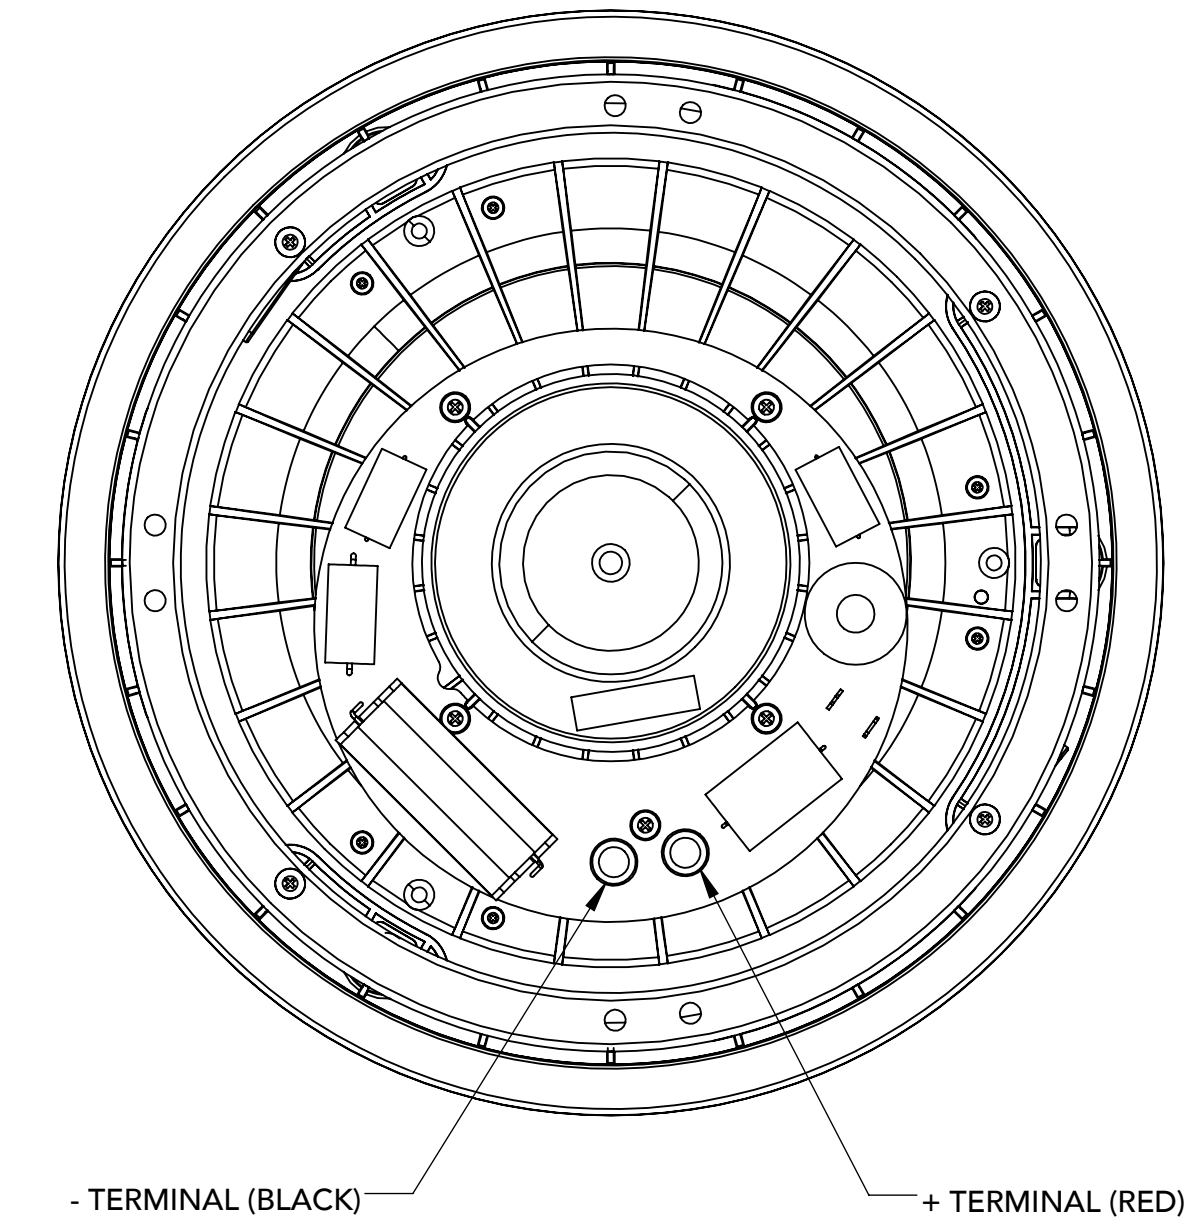 - TERMINAL (BLACK)
+ TERMINAL (RED)